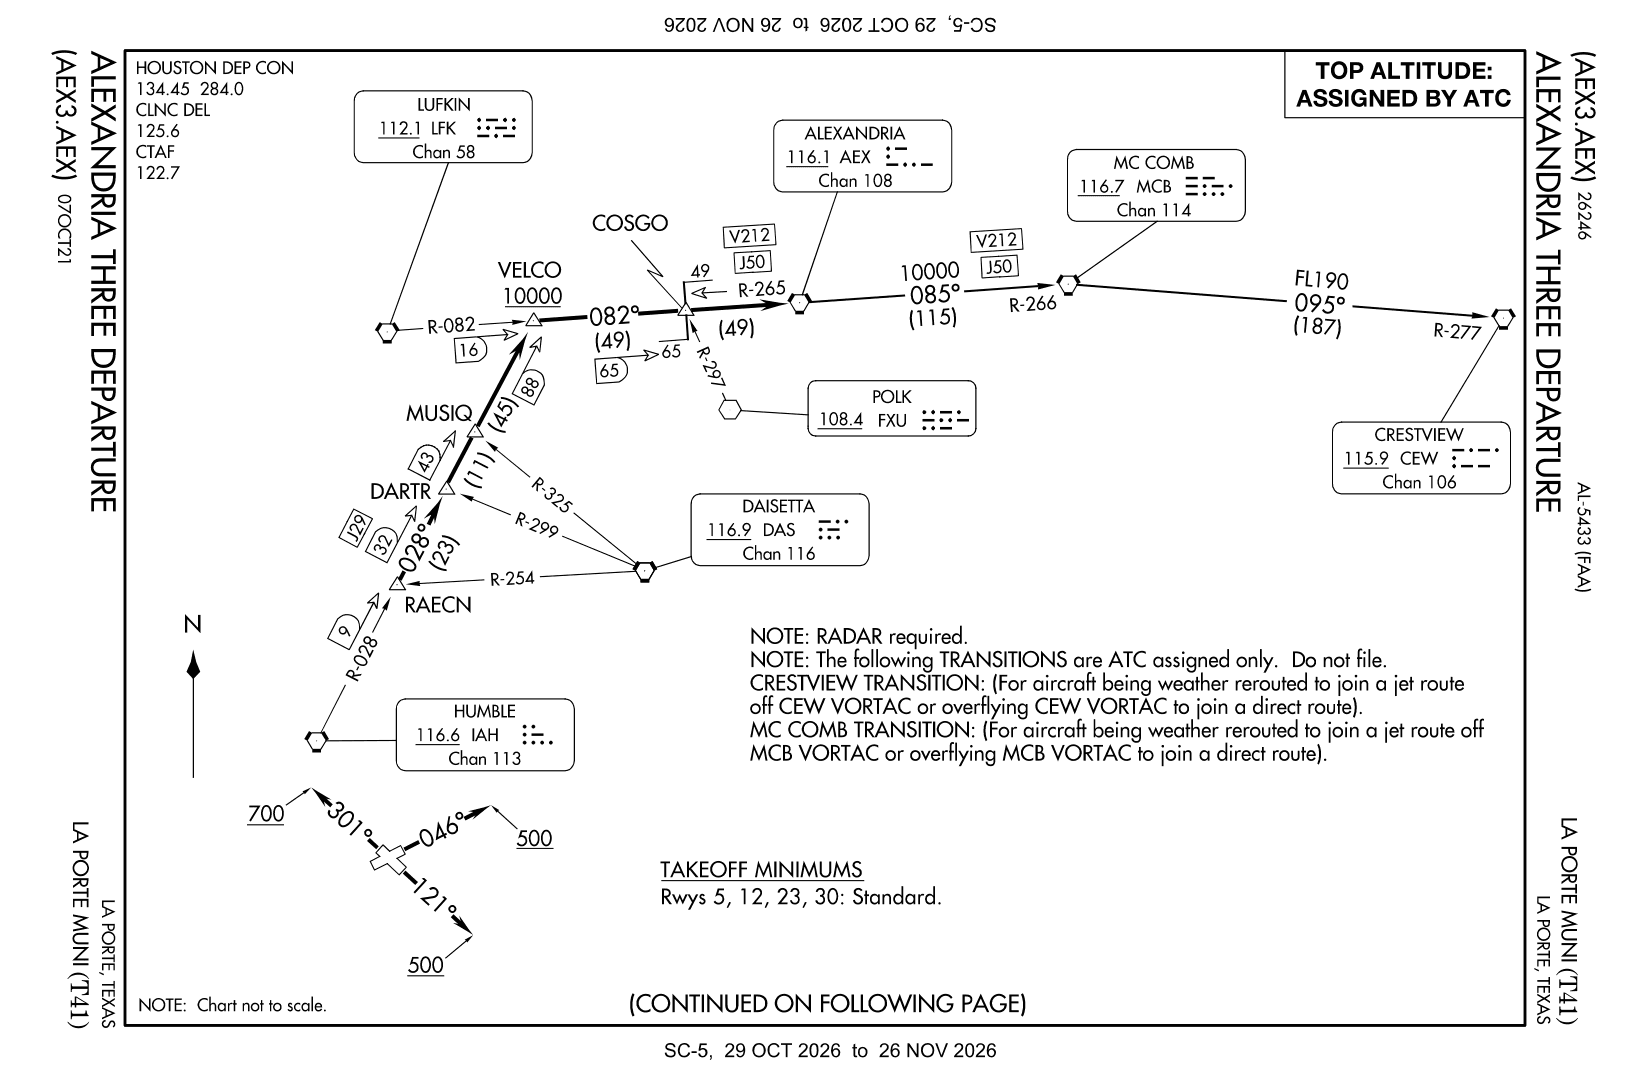 SC-5, 29 OCT 2026 to 26 NOV 2026
(AEX3.AEX) 07OCT21
ALEXANDRIA THREE DEPARTURE
LA PORTE MUNI (T41)
LA PORTE, TEXAS
(AEX3.AEX) 26246
ALEXANDRIA THREE DEPARTURE
AL-5433 (FAA)
LA PORTE MUNI (T41)
LA PORTE, TEXAS
HOUSTON DEP CON
134.45 284.0
CLNC DEL
125.6
CTAF
122.7
TOP ALTITUDE:
ASSIGNED BY ATC
LUFKIN
112.1 LFK
Chan 58
ALEXANDRIA
116.1 AEX
Chan 108
MC COMB
116.7 MCB
Chan 114
COSGO
V212
J50
49
R-265
VELCO
10000
R-082
16
082°
(49)
65
65
(49)
V212
J50
10000
085°
(115)
R-266
FL190
095°
(187)
R-277
R-297
POLK
108.4 FXU
CRESTVIEW
115.9 CEW
Chan 106
88
(45)
MUSIQ
43
(11)
DARTR
R-325
R-299
R-254
DAISETTA
116.9 DAS
Chan 116
J29
32
028°
(23)
RAECN
9
R-028
N
HUMBLE
116.6 IAH
Chan 113
700
301°
046°
500
121°
500
NOTE: RADAR required.
NOTE: The following TRANSITIONS are ATC assigned only. Do not file.
CRESTVIEW TRANSITION: (For aircraft being weather rerouted to join a jet route
off CEW VORTAC or overflying CEW VORTAC to join a direct route).
MC COMB TRANSITION: (For aircraft being weather rerouted to join a jet route off
MCB VORTAC or overflying MCB VORTAC to join a direct route).
TAKEOFF MINIMUMS
Rwys 5, 12, 23, 30: Standard.
NOTE: Chart not to scale.
(CONTINUED ON FOLLOWING PAGE)
SC-5, 29 OCT 2026 to 26 NOV 2026